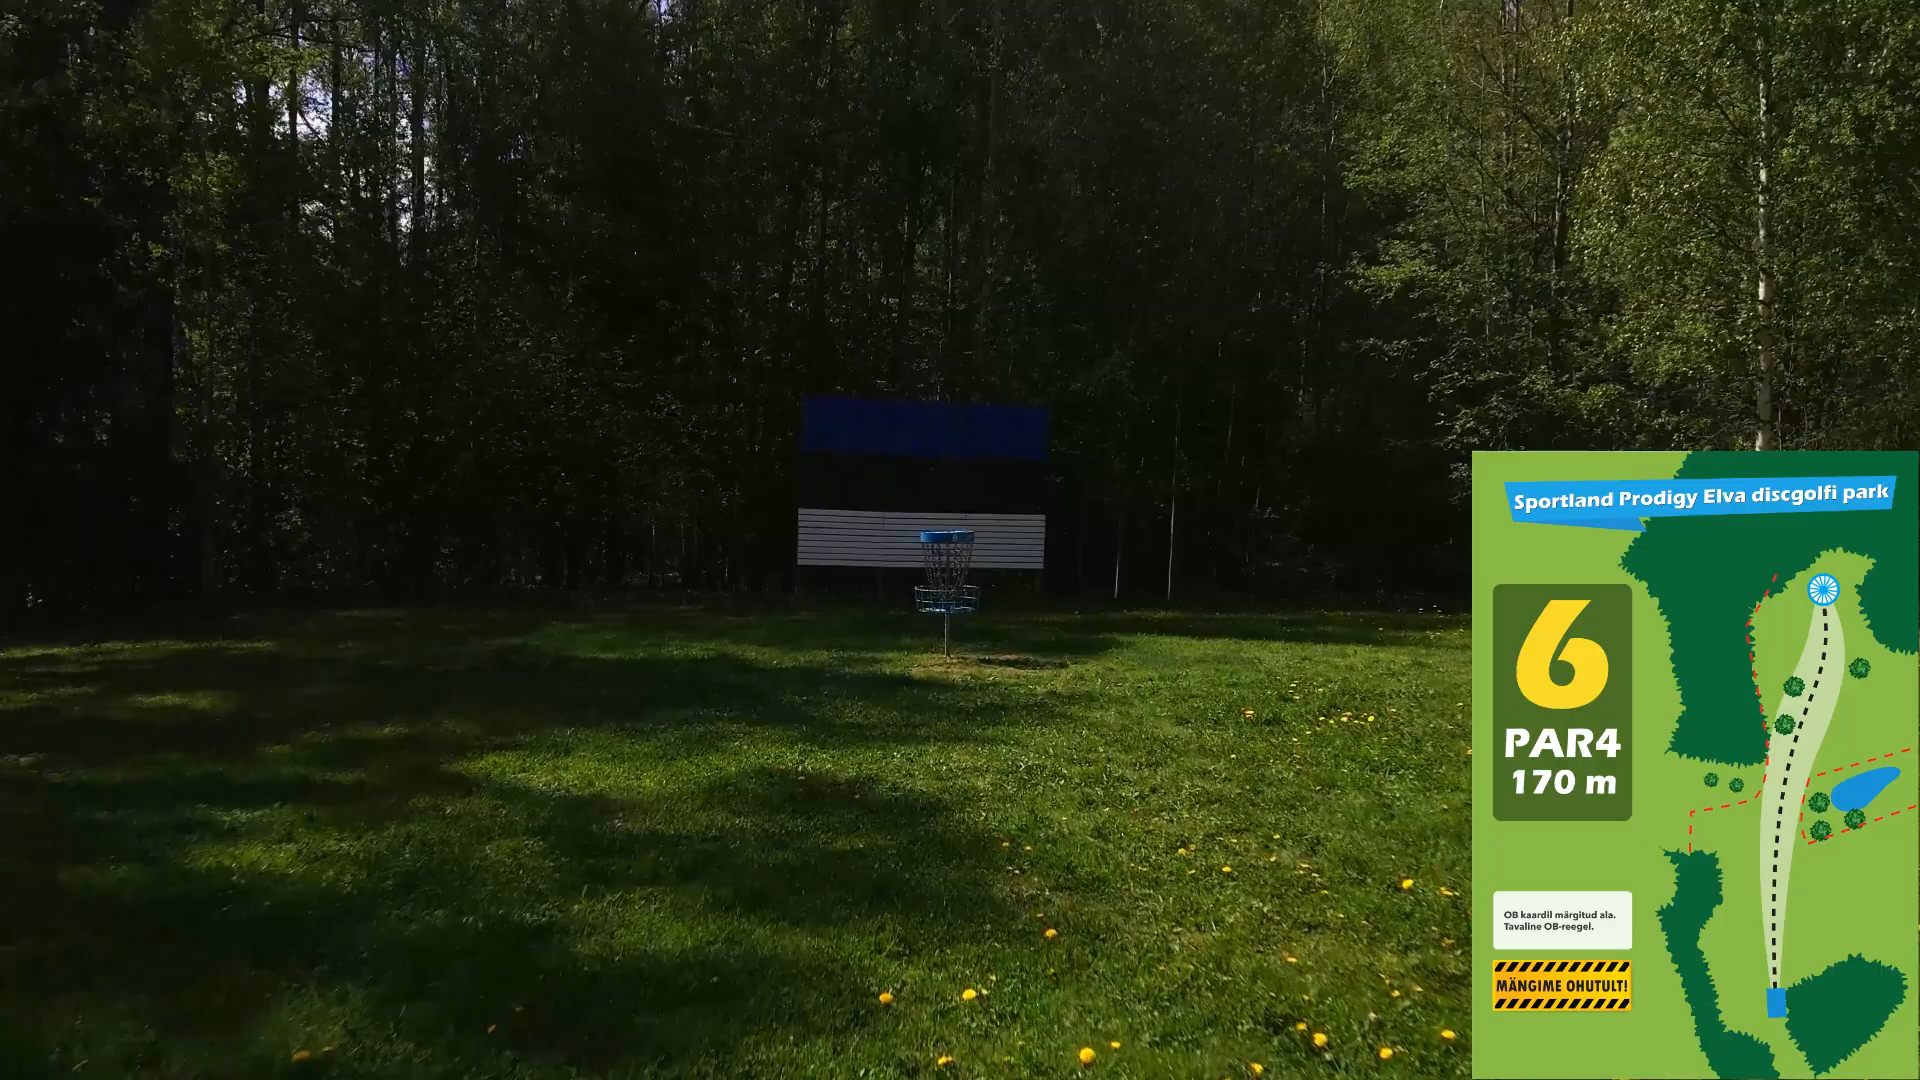 Sportland Prodigy Elva discgolfi park
6
PAR4
170 m
OB kaardil märgitud ala.
Tavaline OB-reegel.
MÄNGIME OHUTULT!